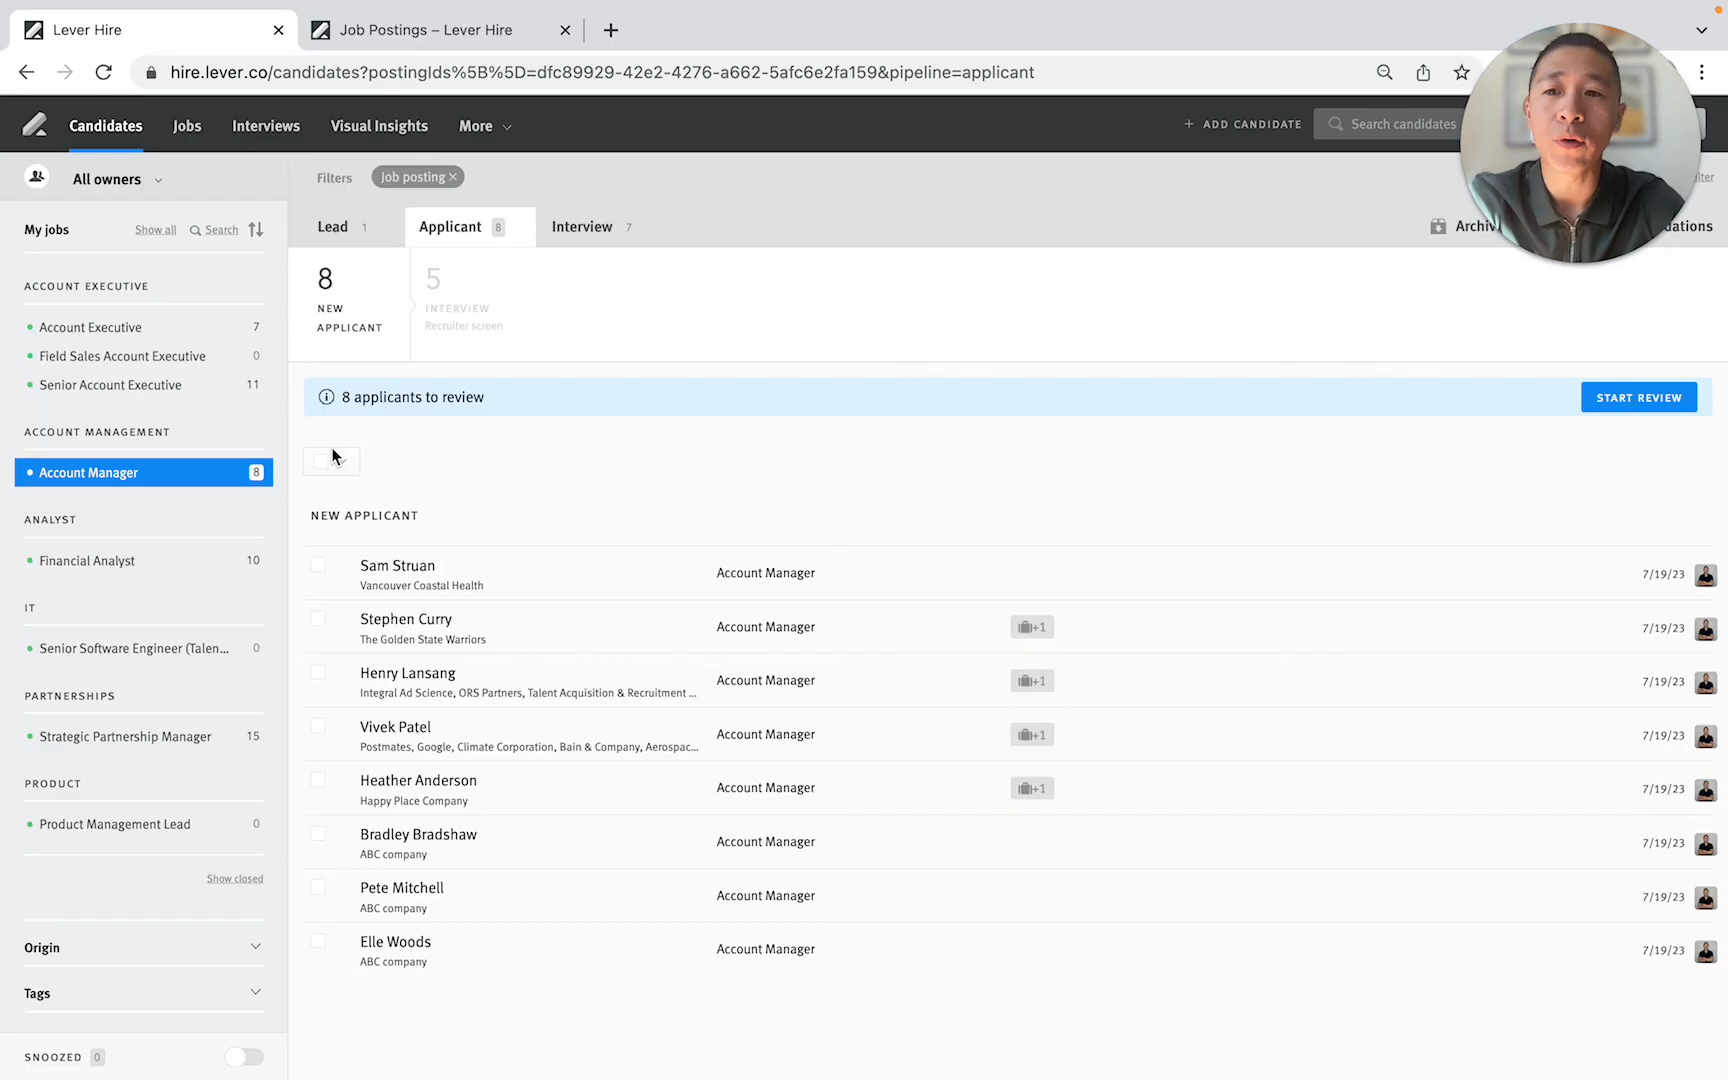 Lever Hire
Job Postings – Lever Hire
hire.lever.co/candidates?postingIds%5B%5D=dfc89929-42e2-4276-a662-5afc6e2fa159&pipeline=applicant
Candidates
Jobs
Interviews
Visual Insights
More
+ ADD CANDIDATE
Search candidates
All owners
Filters
Job posting ×
My jobs
Show all
Search
Lead 1
Applicant 8
Interview 7
8
NEW
APPLICANT
5
INTERVIEW
Recruiter screen
ACCOUNT EXECUTIVE
Account Executive 7
Field Sales Account Executive 0
Senior Account Executive 11
ACCOUNT MANAGEMENT
Account Manager 8
ANALYST
Financial Analyst 10
IT
Senior Software Engineer (Talen... 0
PARTNERSHIPS
Strategic Partnership Manager 15
PRODUCT
Product Management Lead 0
Show closed
Origin
Tags
SNOOZED 0
8 applicants to review
START REVIEW
NEW APPLICANT
Sam Struan
Vancouver Coastal Health
Account Manager
7/19/23
Stephen Curry
The Golden State Warriors
Account Manager
+1
7/19/23
Henry Lansang
Integral Ad Science, ORS Partners, Talent Acquisition & Recruitment ...
Account Manager
+1
7/19/23
Vivek Patel
Postmates, Google, Climate Corporation, Bain & Company, Aerospac...
Account Manager
+1
7/19/23
Heather Anderson
Happy Place Company
Account Manager
+1
7/19/23
Bradley Bradshaw
ABC company
Account Manager
7/19/23
Pete Mitchell
ABC company
Account Manager
7/19/23
Elle Woods
ABC company
Account Manager
7/19/23